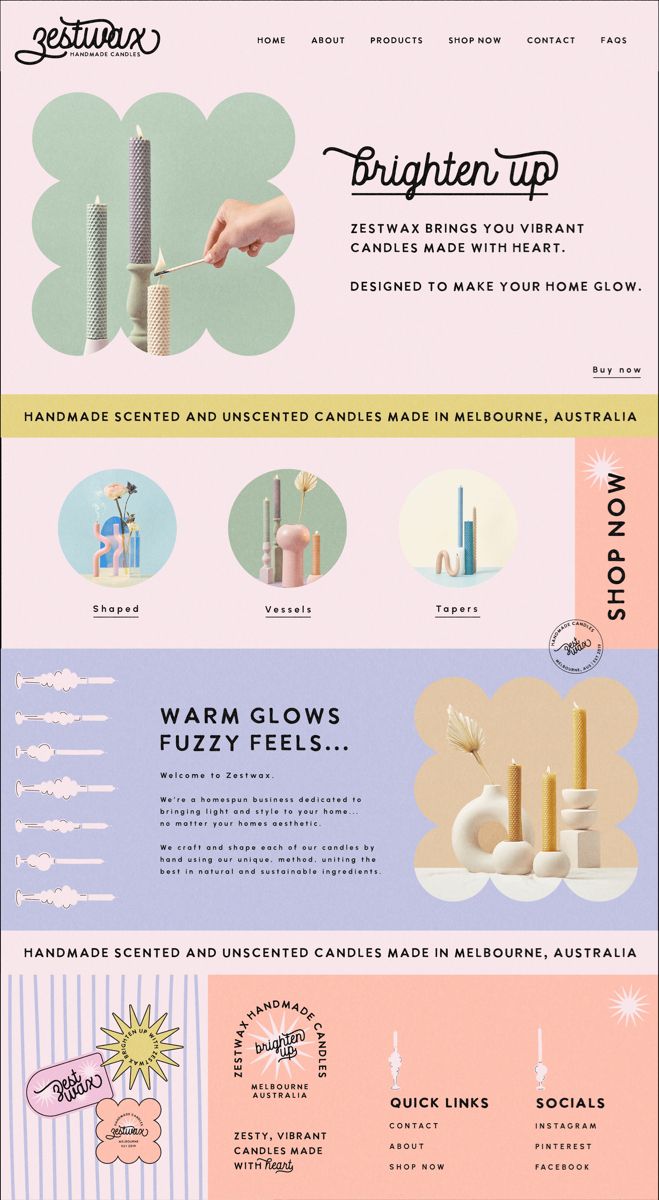 zestwax
HANDMADE CANDLES
HOME ABOUT PRODUCTS SHOP NOW CONTACT FAQS
brighten up
ZESTWAX BRINGS YOU VIBRANT
CANDLES MADE WITH HEART.
DESIGNED TO MAKE YOUR HOME GLOW.
Buy now
HANDMADE SCENTED AND UNSCENTED CANDLES MADE IN MELBOURNE, AUSTRALIA
Shaped
Vessels
Tapers
SHOP NOW
HANDMADE CANDLES
zest
wax
MELBOURNE, AUS | EST 2019
WARM GLOWS
FUZZY FEELS...
Welcome to Zestwax.
We're a homespun business dedicated to
bringing light and style to your home...
no matter your homes aesthetic.
We craft and shape each of our candles by
hand using our unique. method. uniting the
best in natural and sustainable ingredients.
HANDMADE SCENTED AND UNSCENTED CANDLES MADE IN MELBOURNE, AUSTRALIA
BRIGHTEN UP WITH ZESTWAX
zest
wax
HANDMADE CANDLES
zestwax
MELBOURNE
EST 2019
ZESTWAX HANDMADE CANDLES
brighten
up
MELBOURNE
AUSTRALIA
ZESTY, VIBRANT
CANDLES MADE
WITH heart
QUICK LINKS
CONTACT
ABOUT
SHOP NOW
SOCIALS
INSTAGRAM
PINTEREST
FACEBOOK